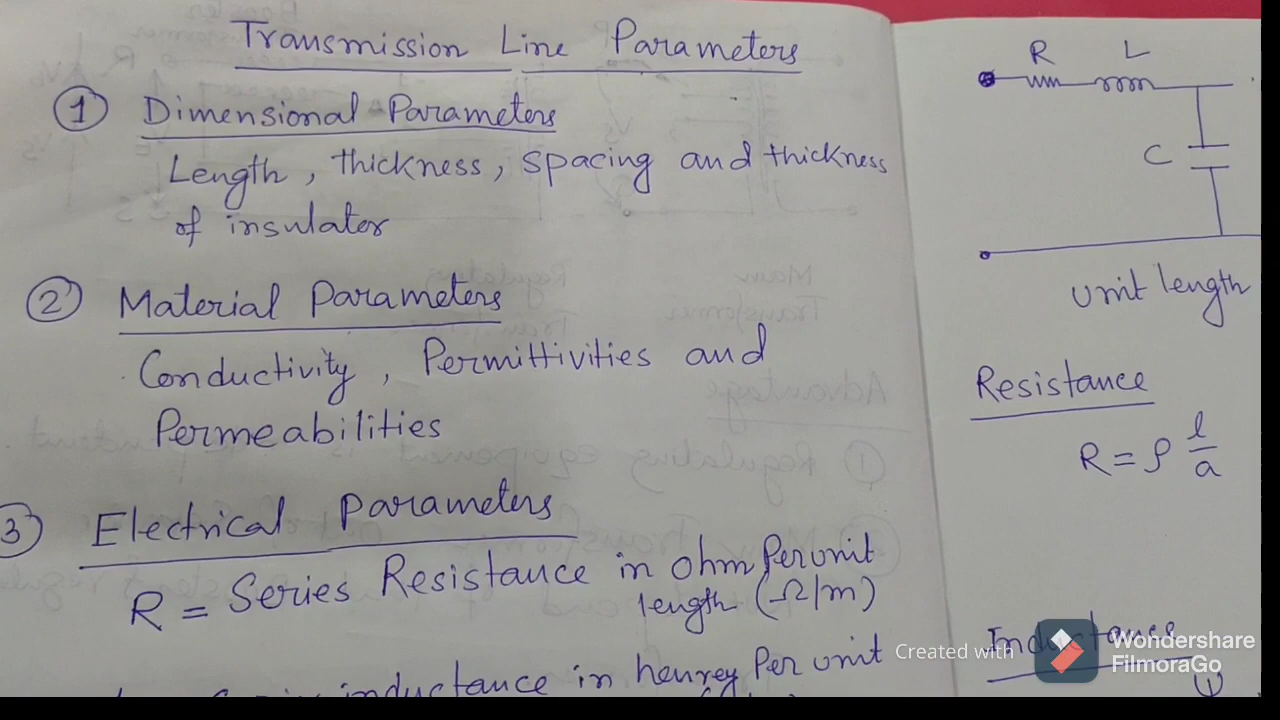 Transmission Line Parameters
① Dimensional Parameters
Length, thickness, spacing and thickness
of insulator
② Material Parameters
Conductivity, Permittivities and
Permeabilities
3 Electrical Parameters
R = Series Resistance in ohm Per unit
length (Ω/m)
inductance in henrey Per unit
R L
C
unit length
Resistance
R = ρ l/a
Inductance
Created with
Wondershare
FilmoraGo